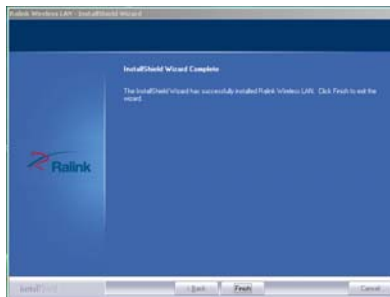 Ralink Wireless LAN - InstallShield Wizard
InstallShield Wizard Complete
The InstallShield Wizard has successfully installed Ralink Wireless LAN. Click Finish to exit the
wizard.
Ralink
InstallShield
< Back
Finish
Cancel